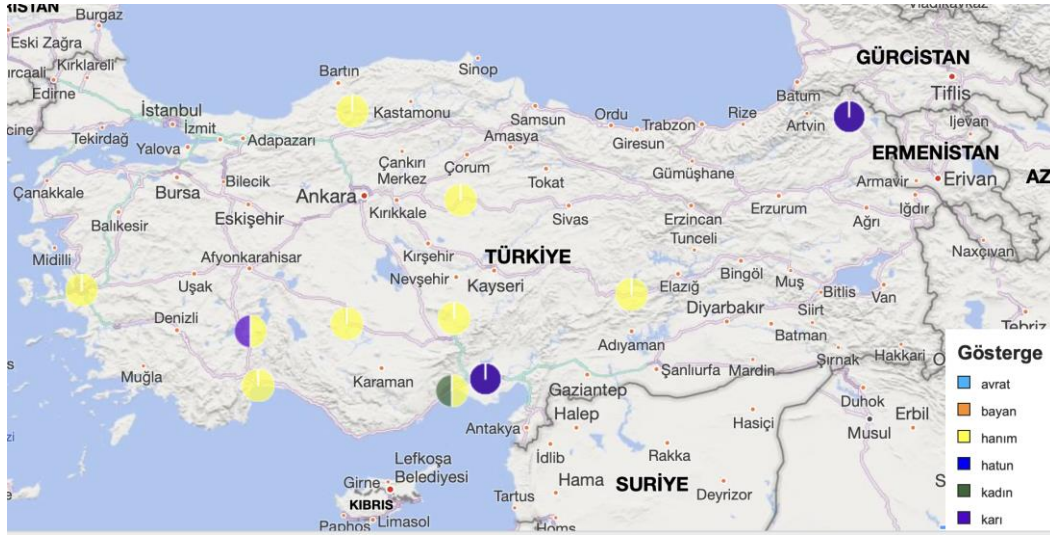 Burgaz
Eski Zağra
Kırklareli
Edirne
İstanbul
İzmit
Tekirdağ
Yalova
Adapazarı
Bartın
Kastamonu
Sinop
Samsun
Amasya
Ordu
Giresun
Trabzon
Rize
Batum
Artvin
GÜRCİSTAN
Tiflis
Ijevan
ERMENİSTAN
Armavir
Erivan
AZ
Iğdır
Ağrı
Naxçıvan
Tebriz
Çanakkale
Bursa
Bilecik
Balıkesir
Eskişehir
Ankara
Çankırı
Merkez
Çorum
Kırıkkale
Tokat
Sivas
Gümüşhane
Erzincan
Erzurum
Tunceli
Midilli
Afyonkarahisar
Uşak
Denizli
Muğla
Kırşehir
Nevşehir
Kayseri
TÜRKİYE
Karaman
Elazığ
Bingöl
Muş
Bitlis
Van
Diyarbakır
Siirt
Batman
Adıyaman
Şanlıurfa
Mardin
Şırnak
Hakkari
Gaziantep
Antakya
Halep
İdlib
Hasiçi
Rakka
Hama
SURİYE
Deyrizor
Tartus
Homs
Duhok
Erbil
Musul
Lefkoşa
Belediyesi
Girne
KIBRIS
Paphos
Limasol
Gösterge
avrat
bayan
hanım
hatun
kadın
karı